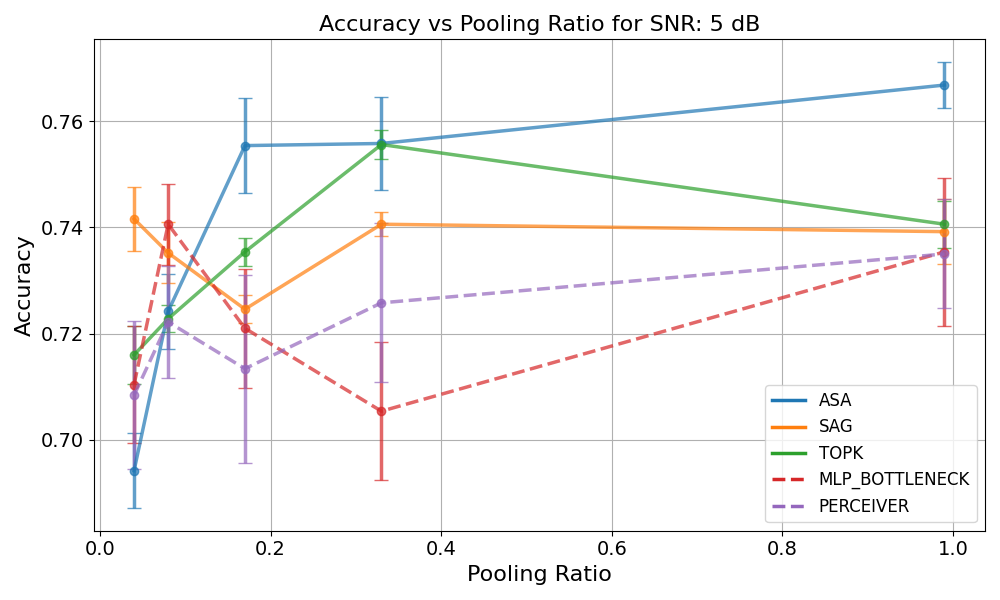 Accuracy vs Pooling Ratio for SNR: 5 dB
Accuracy
0.76
0.74
0.72
0.70
0.0 0.2 0.4 0.6 0.8 1.0
Pooling Ratio
ASA
SAG
TOPK
MLP_BOTTLENECK
PERCEIVER